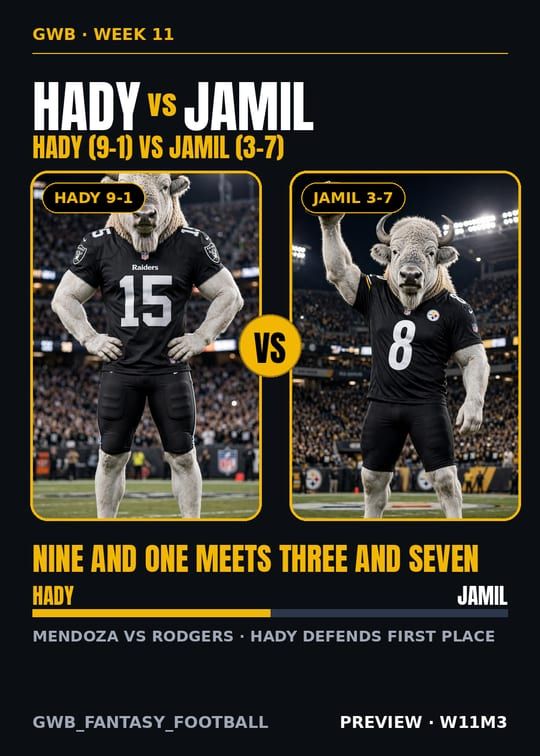 GWB · WEEK 11
HADY VS JAMIL
HADY (9-1) VS JAMIL (3-7)
HADY 9-1
JAMIL 3-7
Raiders
15
8
VS
NINE AND ONE MEETS THREE AND SEVEN
HADY
JAMIL
MENDOZA VS RODGERS · HADY DEFENDS FIRST PLACE
GWB_FANTASY_FOOTBALL
PREVIEW · W11M3